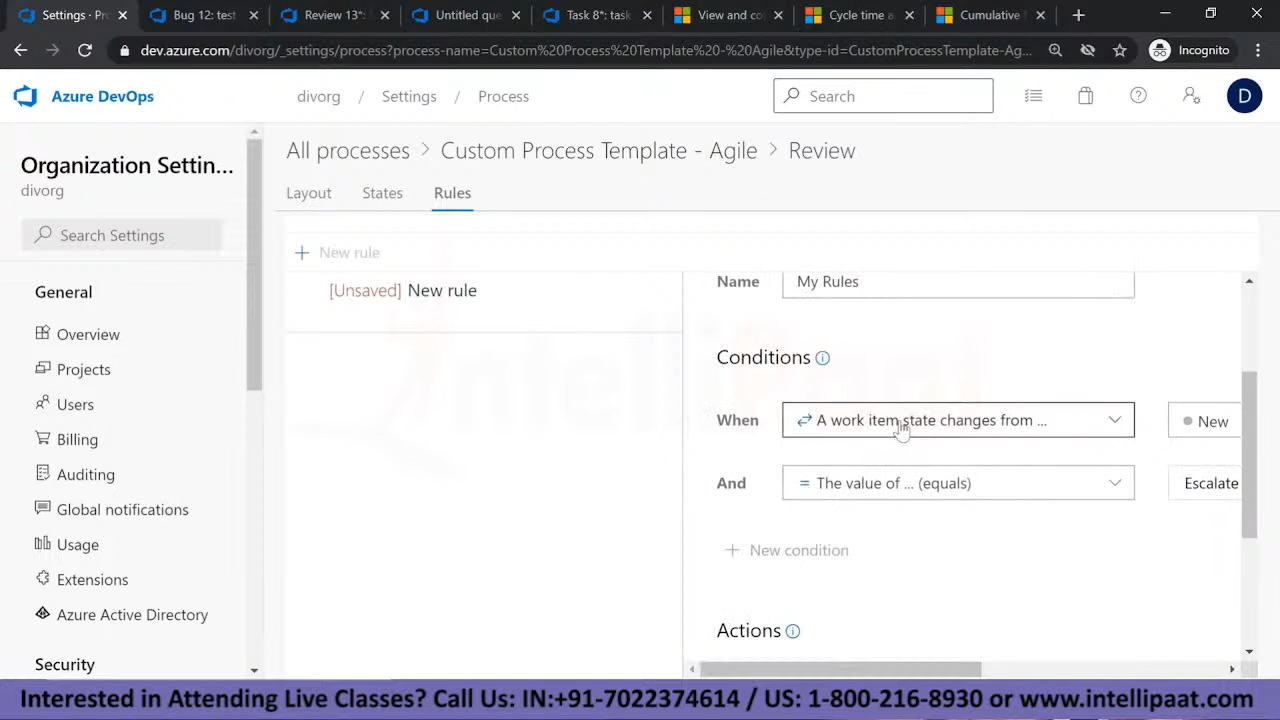 Settings · Pr
Bug 12: test
Review 13*: 
Untitled que
Task 8*: task
View and co
Cycle time a
Cumulative 
dev.azure.com/divorg/_settings/process?process-name=Custom%20Process%20Template%20-%20Agile&type-id=CustomProcessTemplate-Ag...
Incognito
Azure DevOps
divorg / Settings / Process
Search
D
Organization Settin...
divorg
Search Settings
General
Overview
Projects
Users
Billing
Auditing
Global notifications
Usage
Extensions
Azure Active Directory
Security
All processes > Custom Process Template - Agile > Review
Layout States Rules
+ New rule
[Unsaved] New rule
Name My Rules
Conditions
When A work item state changes from ... New
And = The value of ... (equals) Escalate
+ New condition
Actions
IntelliPaat
Interested in Attending Live Classes? Call Us: IN:+91-7022374614 / US: 1-800-216-8930 or www.intellipaat.com